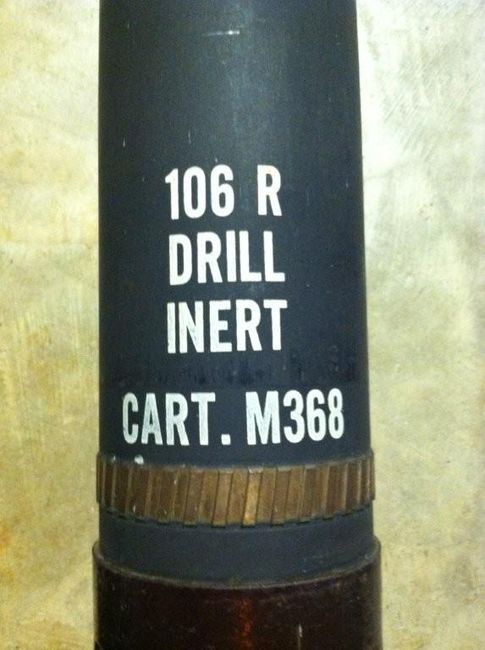 106 R
DRILL
INERT
CART. M368